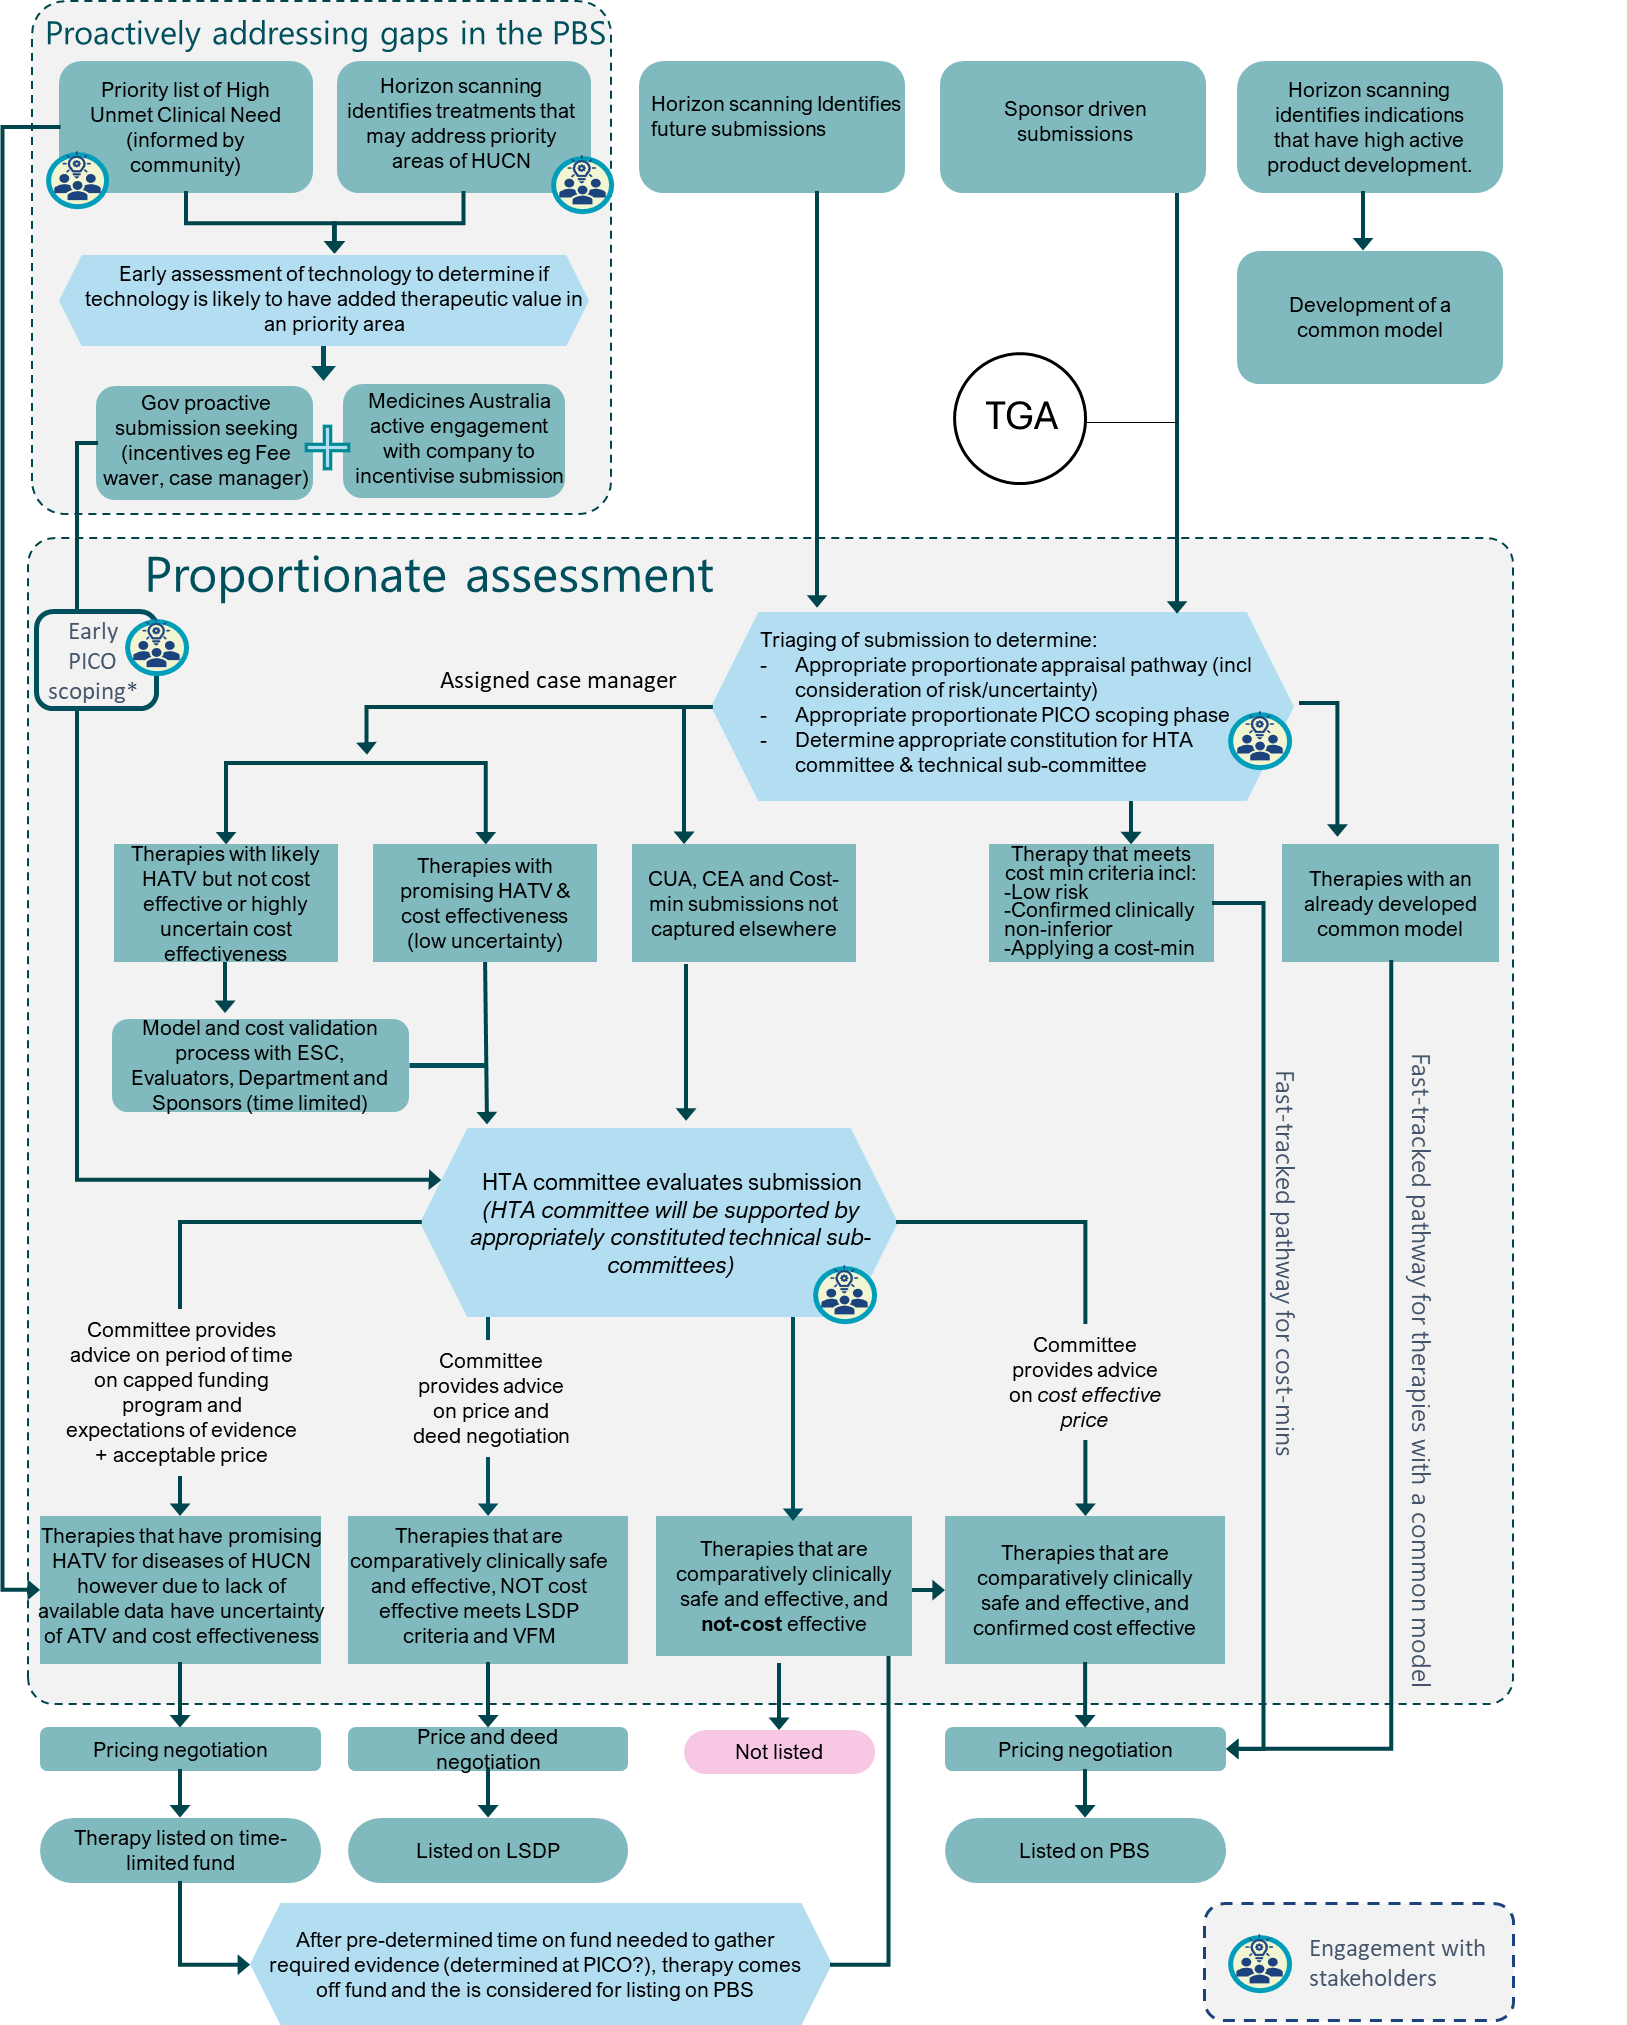 Proactively addressing gaps in the PBS
Priority list of High
Unmet Clinical Need
(informed by
community)
Horizon scanning
identifies treatments that
may address priority
areas of HUCN
Horizon scanning Identifies
future submissions
Sponsor driven
submissions
Horizon scanning
identifies indications
that have high active
product development.
Early assessment of technology to determine if
technology is likely to have added therapeutic value in
an priority area
Development of a
common model
Gov proactive
submission seeking
(incentives eg Fee
waver, case manager)
Medicines Australia
active engagement
with company to
incentivise submission
TGA
Proportionate assessment
Early
PICO
scoping*
Assigned case manager
Triaging of submission to determine:
- Appropriate proportionate appraisal pathway (incl
consideration of risk/uncertainty)
- Appropriate proportionate PICO scoping phase
- Determine appropriate constitution for HTA
committee & technical sub-committee
Therapies with likely
HATV but not cost
effective or highly
uncertain cost
effectiveness
Therapies with
promising HATV &
cost effectiveness
(low uncertainty)
CUA, CEA and Cost-
min submissions not
captured elsewhere
Therapy that meets
cost min criteria incl:
-Low risk
-Confirmed clinically
non-inferior
-Applying a cost-min
Therapies with an
already developed
common model
Model and cost validation
process with ESC,
Evaluators, Department and
Sponsors (time limited)
Fast-tracked pathway for cost-mins
Fast-tracked pathway for therapies with a common model
HTA committee evaluates submission
(HTA committee will be supported by
appropriately constituted technical sub-
committees)
Committee provides
advice on period of time
on capped funding
program and
expectations of evidence
+ acceptable price
Committee
provides advice
on price and
deed negotiation
Committee
provides advice
on cost effective
price
Therapies that have promising
HATV for diseases of HUCN
however due to lack of
available data have uncertainty
of ATV and cost effectiveness
Therapies that are
comparatively clinically safe
and effective, NOT cost
effective meets LSDP
criteria and VFM
Therapies that are
comparatively clinically
safe and effective, and
not-cost effective
Therapies that are
comparatively clinically
safe and effective, and
confirmed cost effective
Pricing negotiation
Price and deed
negotiation
Not listed
Pricing negotiation
Therapy listed on time-
limited fund
Listed on LSDP
Listed on PBS
After pre-determined time on fund needed to gather
required evidence (determined at PICO?), therapy comes
off fund and the is considered for listing on PBS
Engagement with
stakeholders